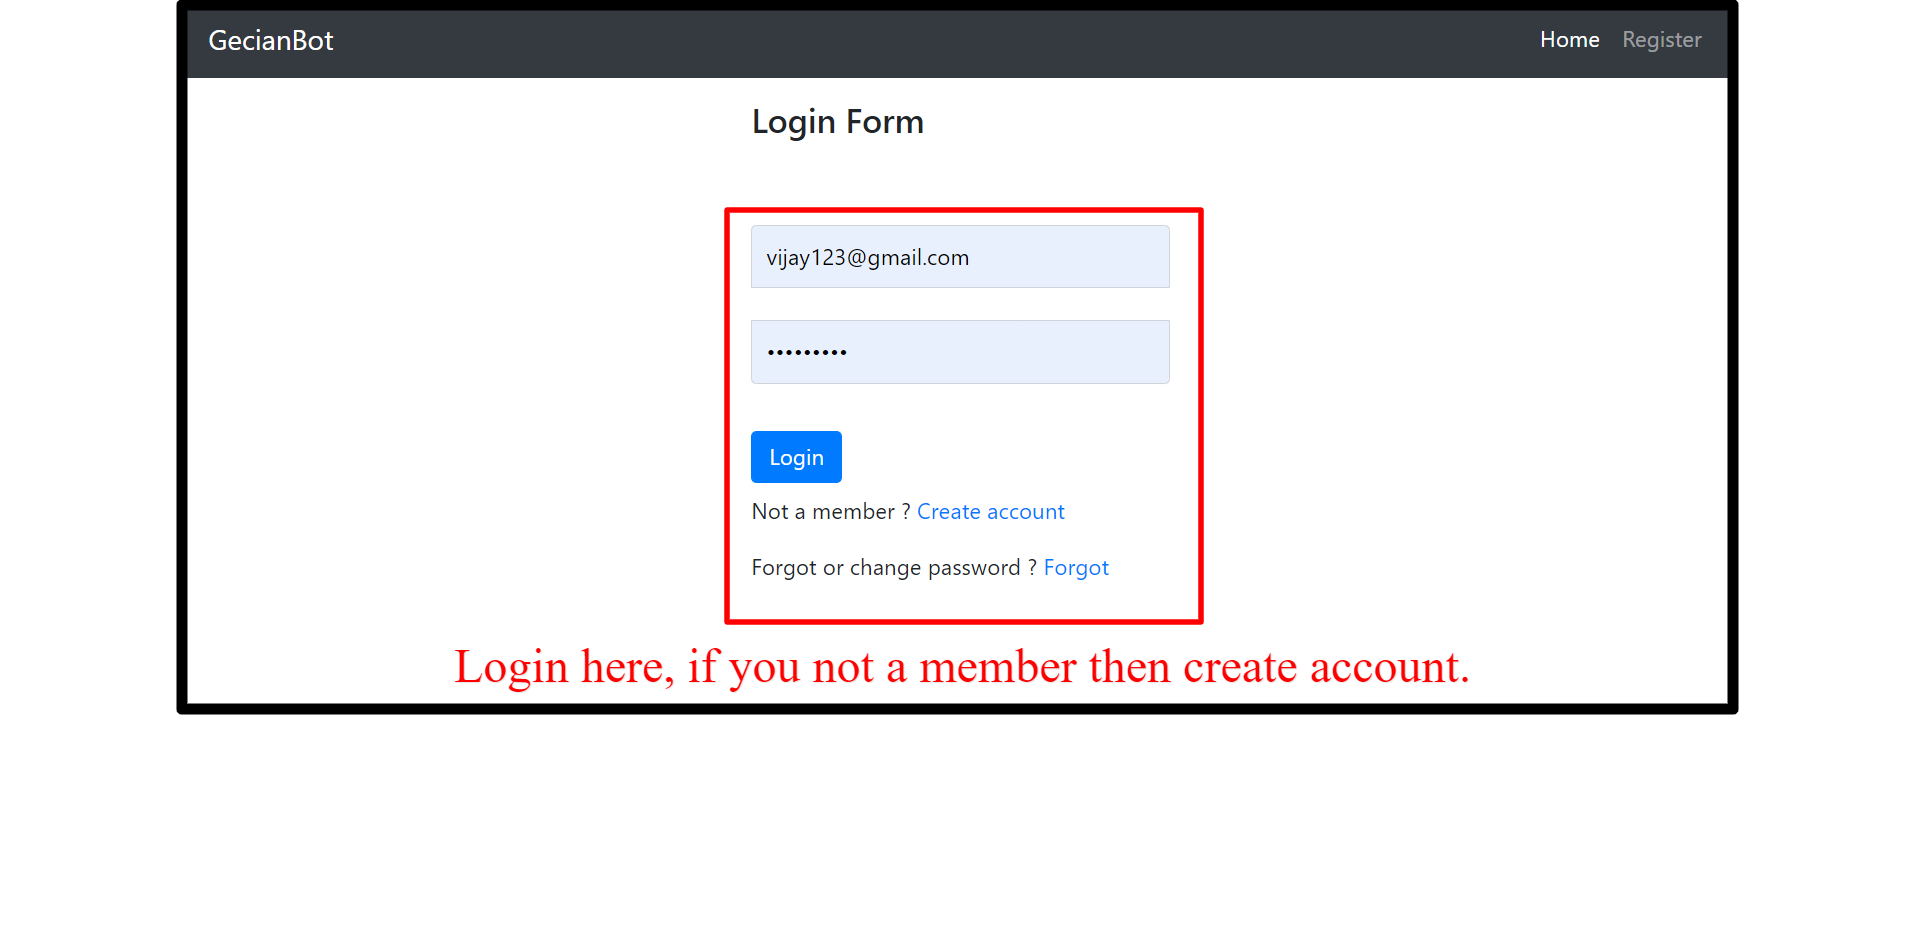 GecianBot
Home Register
Login Form
vijay123@gmail.com
•••••••••
Login
Not a member ? Create account
Forgot or change password ? Forgot
Login here, if you not a member then create account.